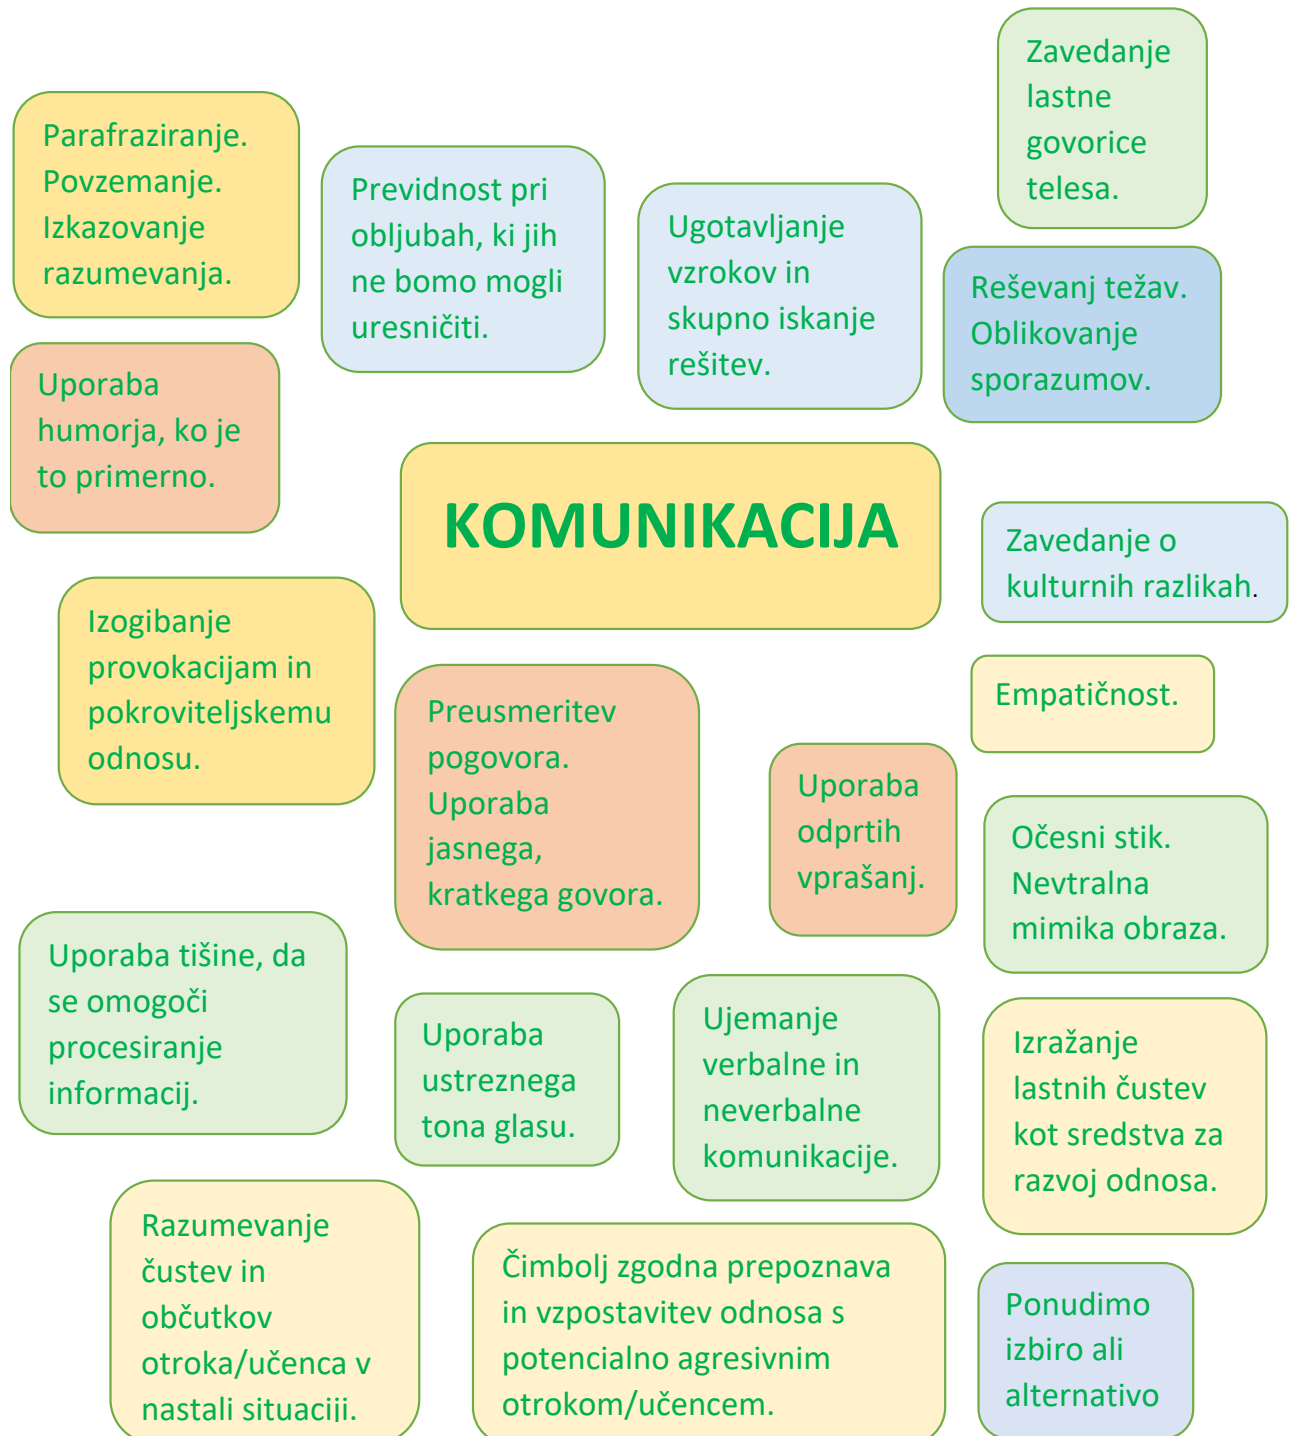 Zavedanje
lastne
govorice
telesa.
Parafraziranje.
Povzemanje.
Izkazovanje
razumevanja.
Previdnost pri
obljubah, ki jih
ne bomo mogli
uresničiti.
Ugotavljanje
vzrokov in
skupno iskanje
rešitev.
Reševanj težav.
Oblikovanje
sporazumov.
Uporaba
humorja, ko je
to primerno.
KOMUNIKACIJA
Zavedanje o
kulturnih razlikah.
Izogibanje
provokacijam in
pokroviteljskemu
odnosu.
Preusmeritev
pogovora.
Uporaba
jasnega,
kratkega govora.
Empatičnost.
Uporaba
odprtih
vprašanj.
Očesni stik.
Nevtralna
mimika obraza.
Uporaba tišine, da
se omogoči
procesiranje
informacij.
Uporaba
ustreznega
tona glasu.
Ujemanje
verbalne in
neverbalne
komunikacije.
Izražanje
lastnih čustev
kot sredstva za
razvoj odnosa.
Razumevanje
čustev in
občutkov
otroka/učenca v
nastali situaciji.
Čimbolj zgodna prepoznava
in vzpostavitev odnosa s
potencialno agresivnim
otrokom/učencem.
Ponudimo
izbiro ali
alternativo